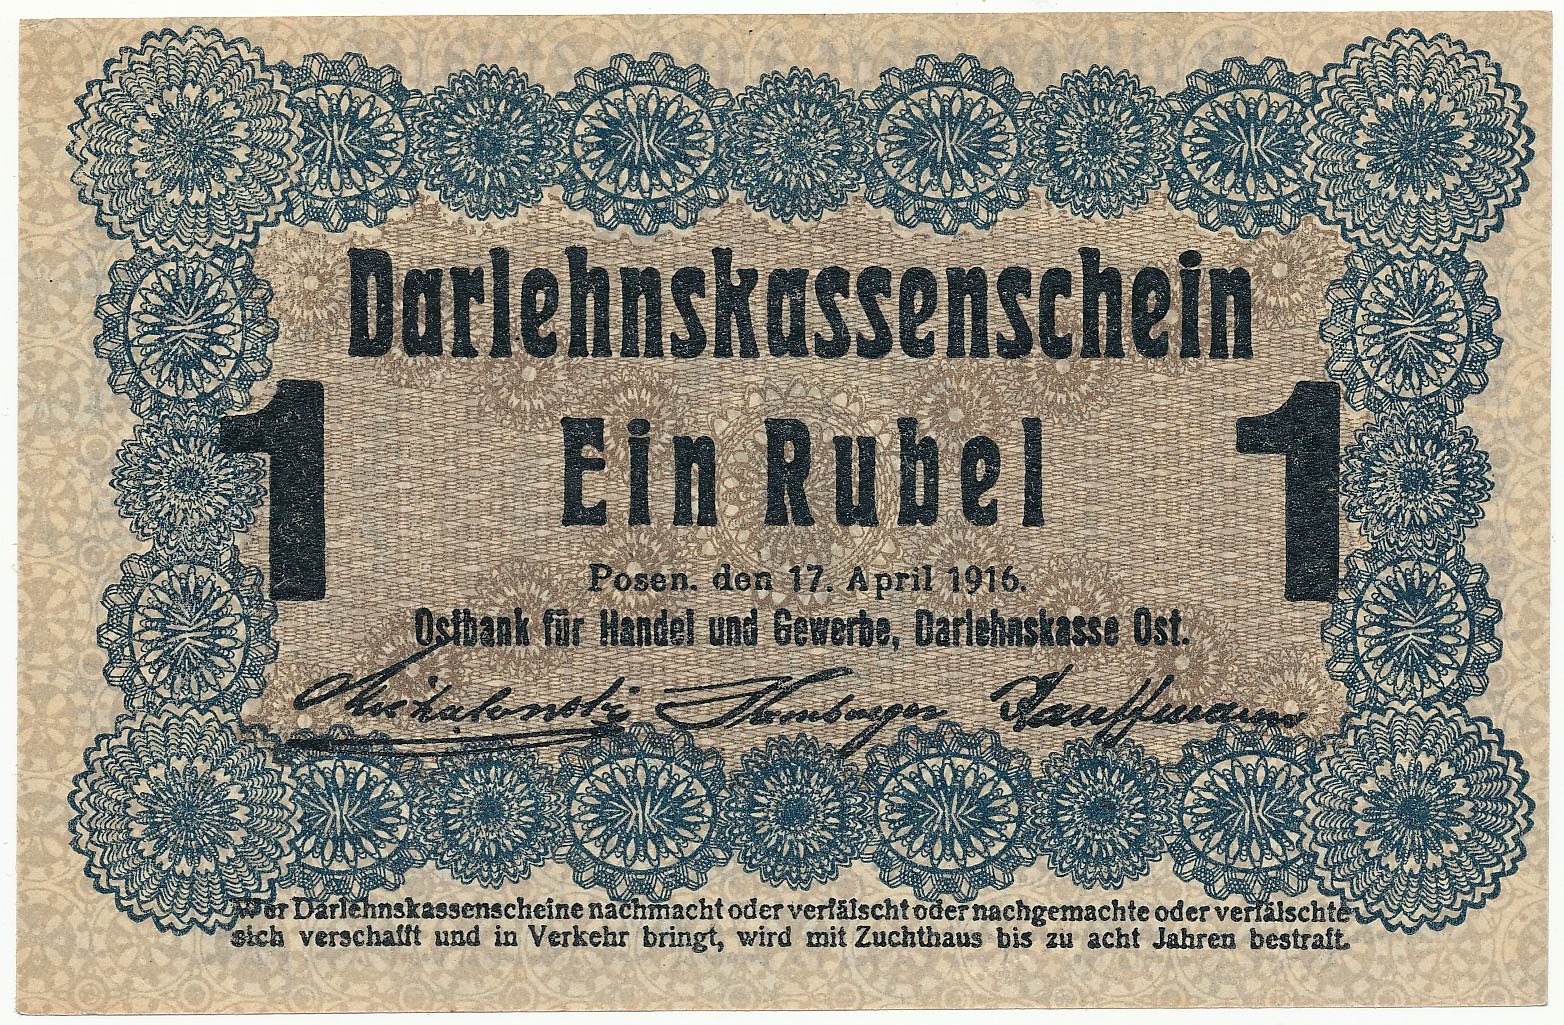 Darlehnskassenschein
1 Ein Rubel 1
Posen. den 17. April 1916.
Ostbank für Handel und Gewerbe, Darlehnskasse Ost.
Kauffmann
Wer Darlehnskassenscheine nachmacht oder verfälscht oder nachgemachte oder verfälschte
sich verschafft und in Verkehr bringt, wird mit Zuchthaus bis zu acht Jahren bestraft.